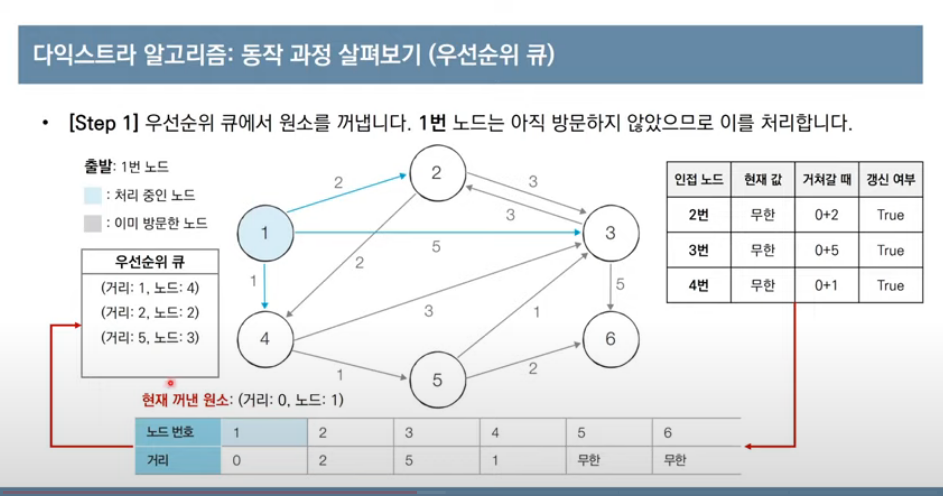 다익스트라 알고리즘: 동작 과정 살펴보기 (우선순위 큐)
• [Step 1] 우선순위 큐에서 원소를 꺼냅니다. 1번 노드는 아직 방문하지 않았으므로 이를 처리합니다.
출발: 1번 노드
: 처리 중인 노드
: 이미 방문한 노드
우선순위 큐
(거리: 1, 노드: 4)
(거리: 2, 노드: 2)
(거리: 5, 노드: 3)
1
2
3
4
5
6
2
3
3
5
2
1
3
1
5
1
2
인접 노드 현재 값 거쳐갈 때 갱신 여부
2번 무한 0+2 True
3번 무한 0+5 True
4번 무한 0+1 True
현재 꺼낸 원소: (거리: 0, 노드: 1)
노드 번호 1 2 3 4 5 6
거리 0 2 5 1 무한 무한